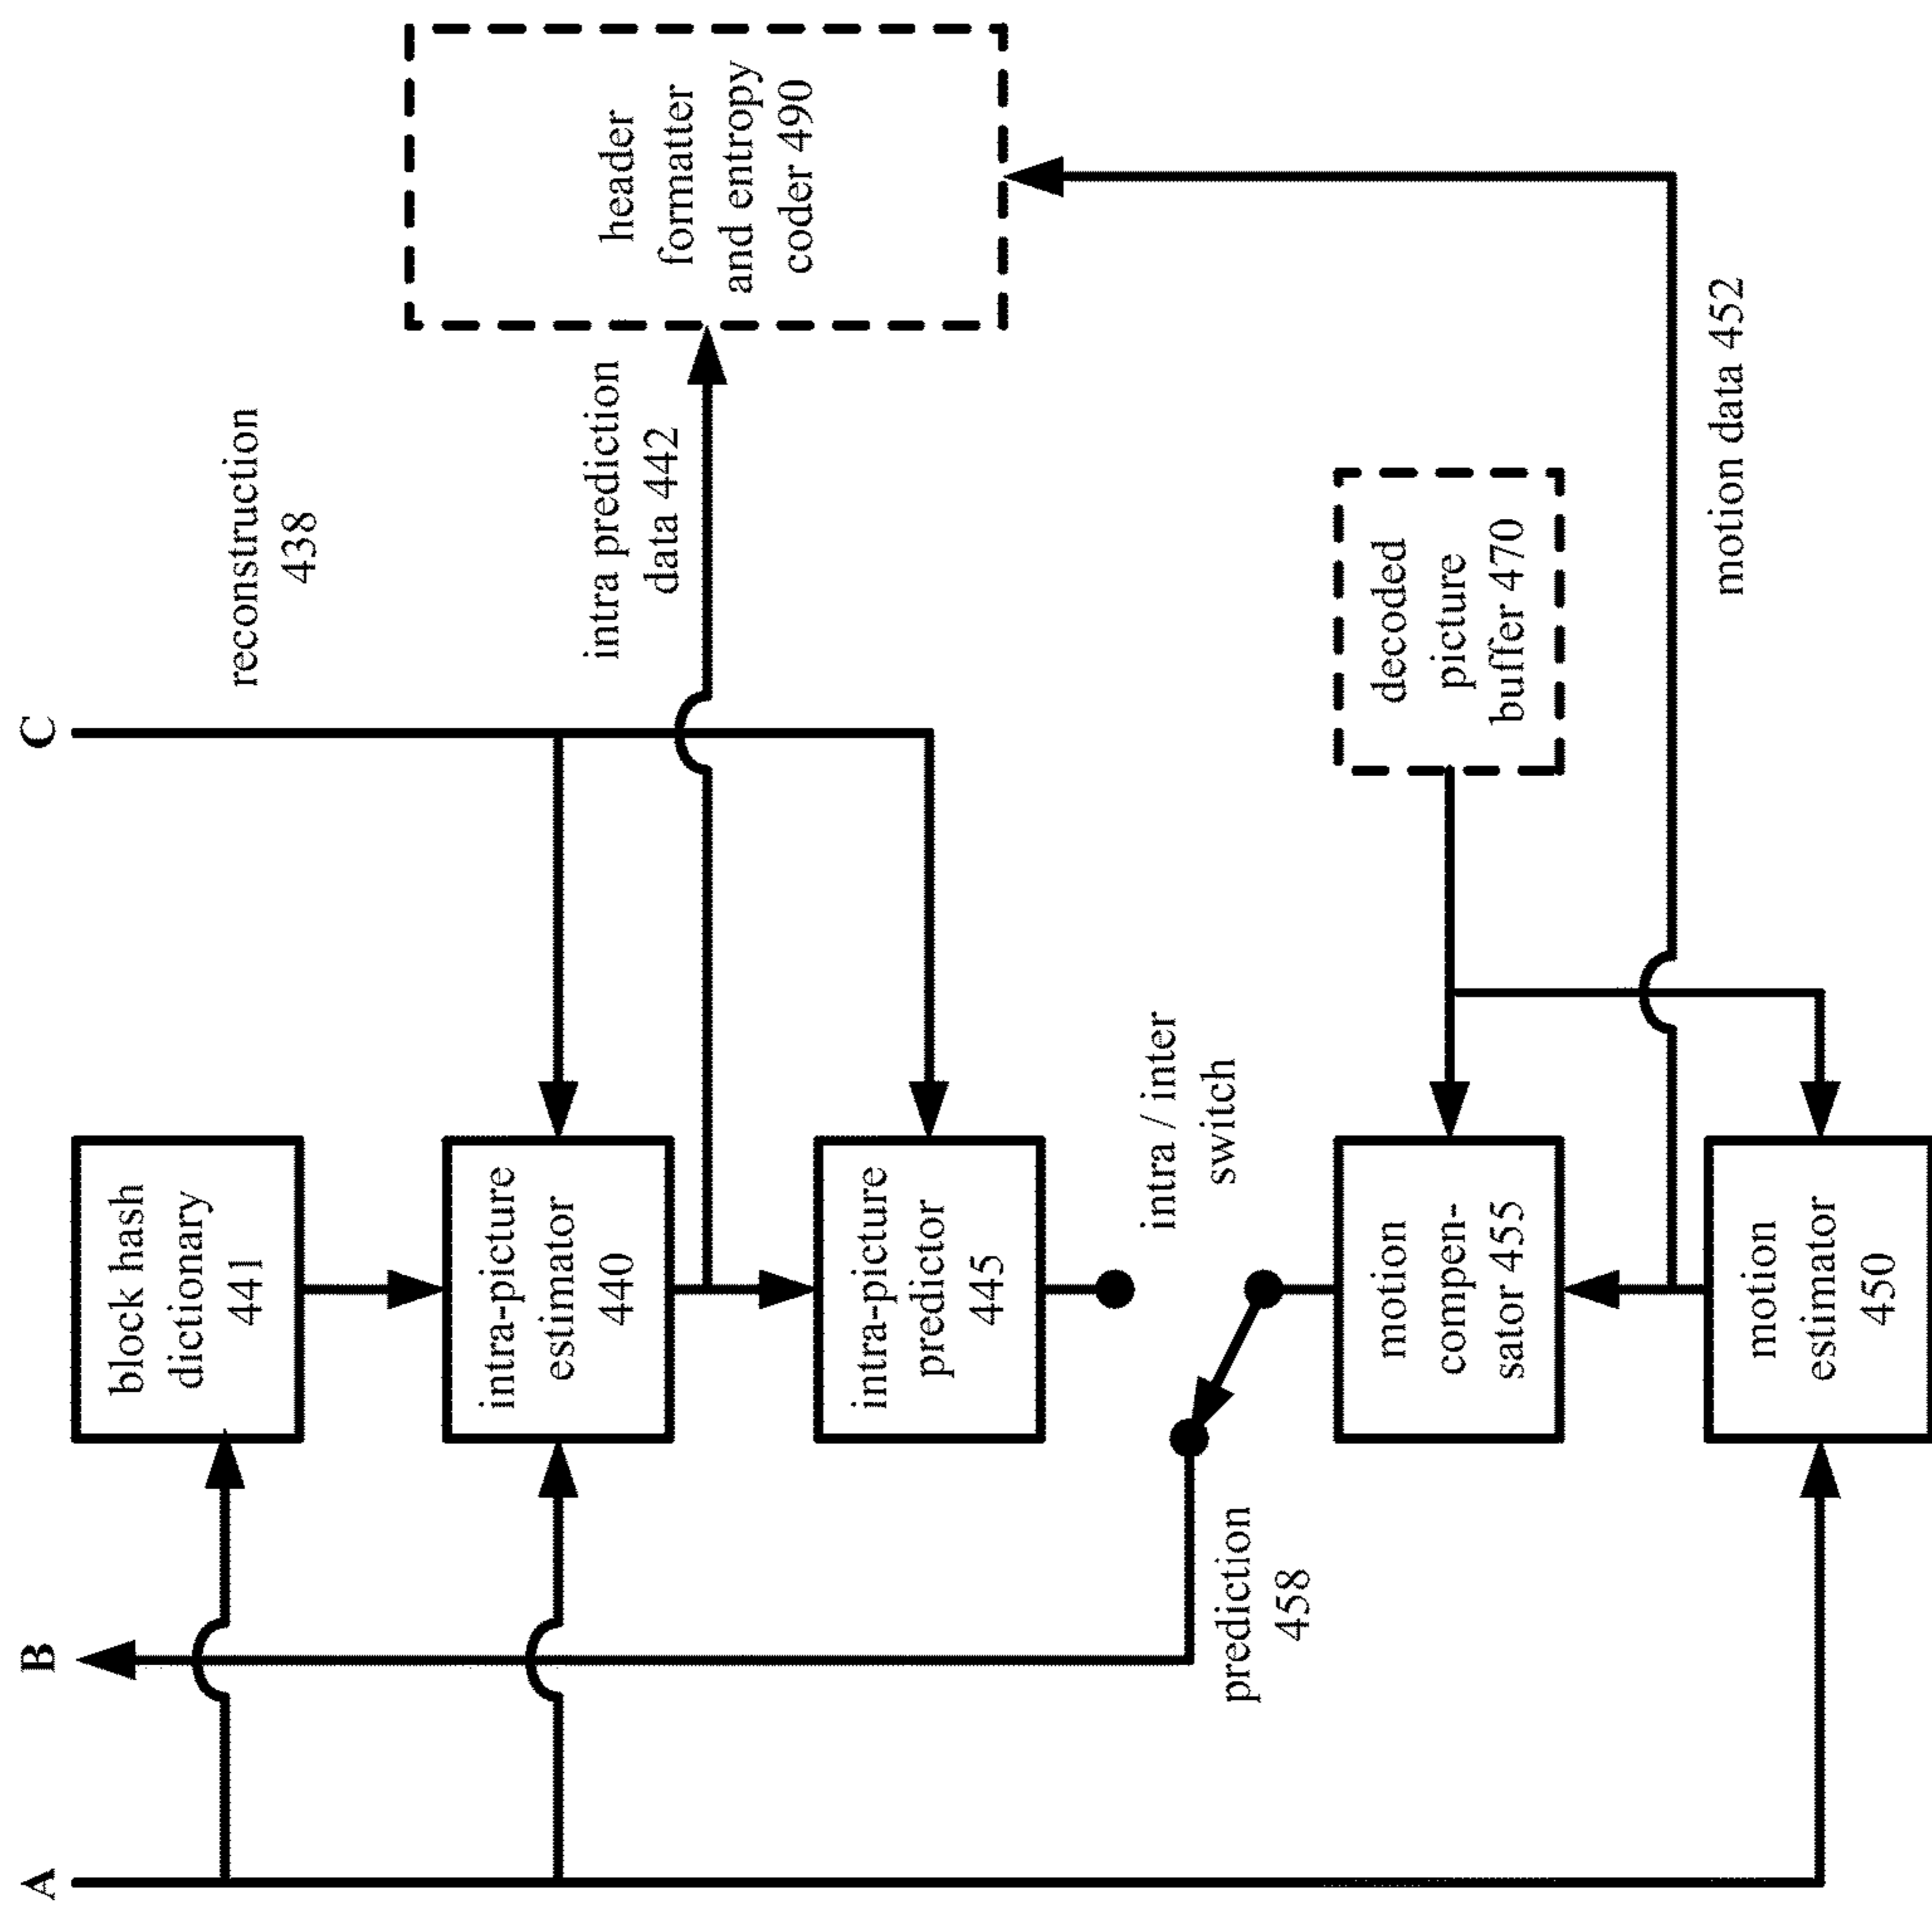 A
B
C
block hash
dictionary
441
reconstruction
438
intra-picture
estimator
440
intra prediction
data 442
header
formatter
and entropy
coder 490
intra-picture
predictor
445
intra / inter
switch
prediction
458
motion
compen-
sator 455
decoded
picture
buffer 470
motion
estimator
450
motion data 452